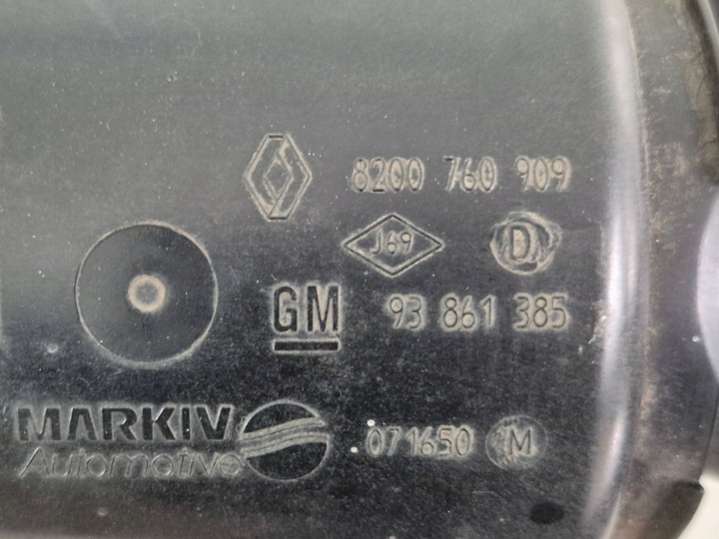 8200 760 909
J69 D
GM 93 861 385
MARKIV
Automotive
071650 M